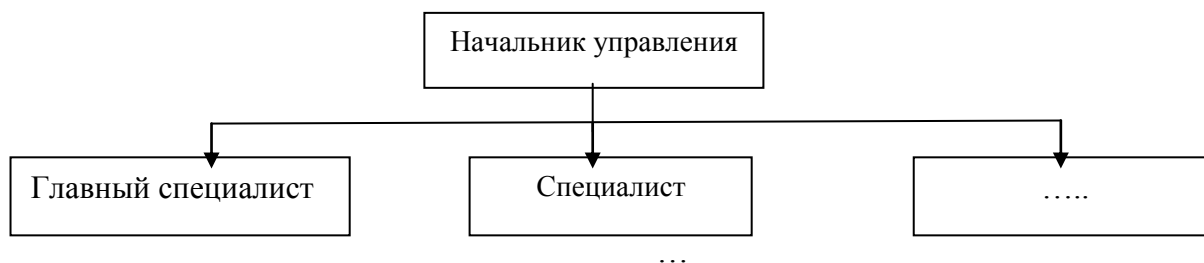 Начальник управления
Главный специалист
Специалист
…..
…